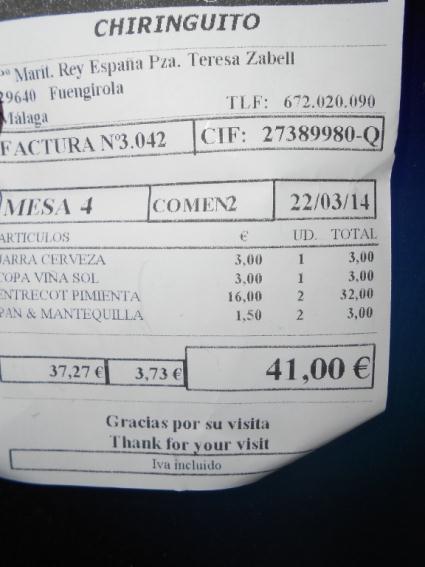 CHIRINGUITO
Pº Marit. Rey España Pza. Teresa Zabell
29640 Fuengirola
Málaga
TLF: 672.020.090
FACTURA Nº3.042 CIF: 27389980-Q
MESA 4 COMEN2 22/03/14
ARTICULOS € UD. TOTAL
JARRA CERVEZA 3,00 1 3,00
COPA VIÑA SOL 3,00 1 3,00
ENTRECOT PIMIENTA 16,00 2 32,00
PAN & MANTEQUILLA 1,50 2 3,00
37,27 € 3,73 € 41,00 €
Gracias por su visita
Thank for your visit
Iva incluido